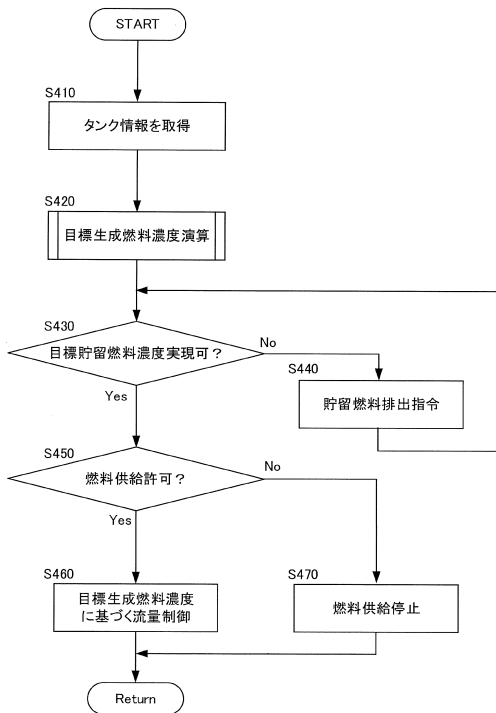 START
S410
タンク情報を取得
S420
目標生成燃料濃度演算
S430
目標貯留燃料濃度実現可？
No
S440
貯留燃料排出指令
Yes
S450
燃料供給許可？
No
Yes
S460
目標生成燃料濃度
に基づく流量制御
S470
燃料供給停止
Return